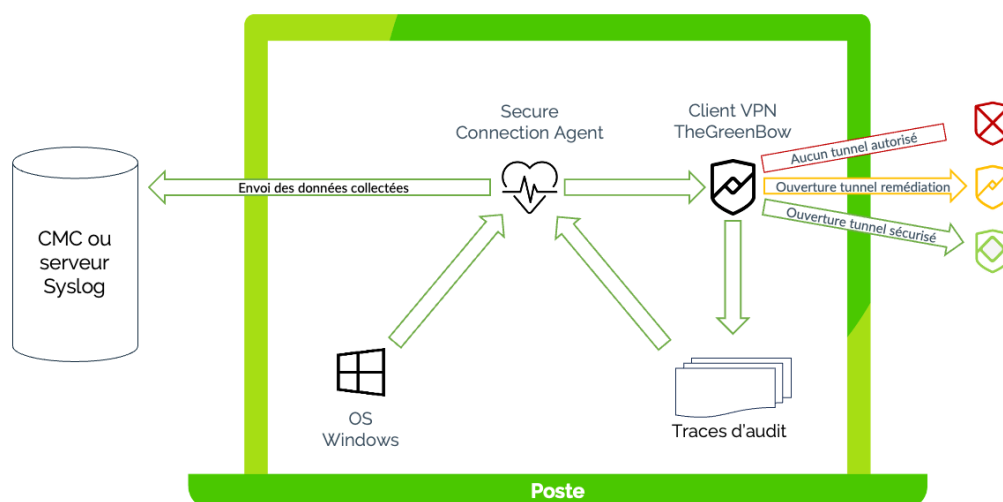 Secure
Connection Agent
Client VPN
TheGreenBow
Aucun tunnel autorisé
Envoi des données collectées
Ouverture tunnel remédiation
Ouverture tunnel sécurisé
CMC ou
serveur
Syslog
OS
Windows
Traces d'audit
Poste